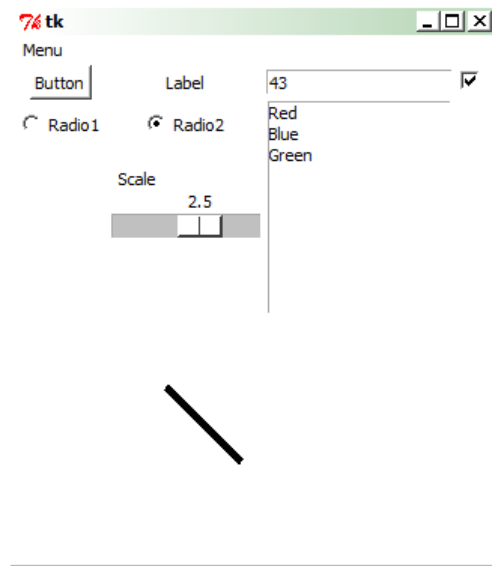 tk
Menu
Button Label 43
Radio1 Radio2
Red
Blue
Green
Scale
2.5